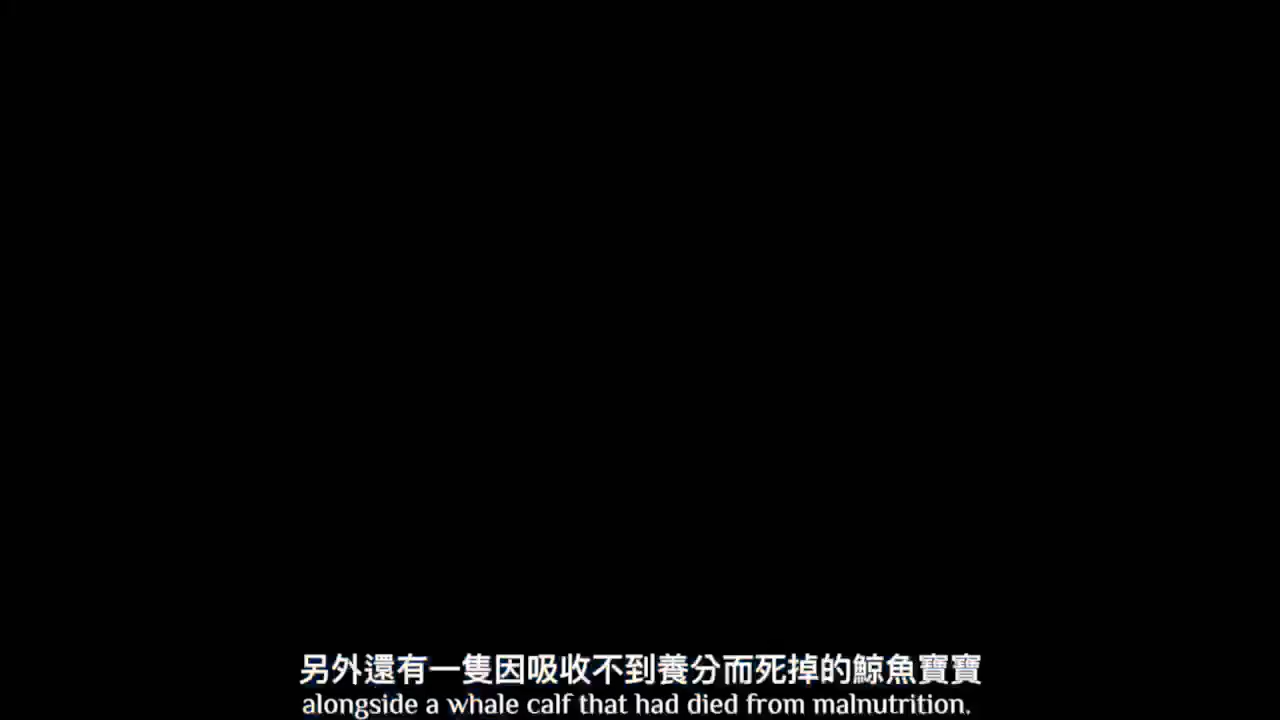 另外還有一隻因吸收不到養分而死掉的鯨魚寶寶
alongside a whale calf that had died from malnutrition.